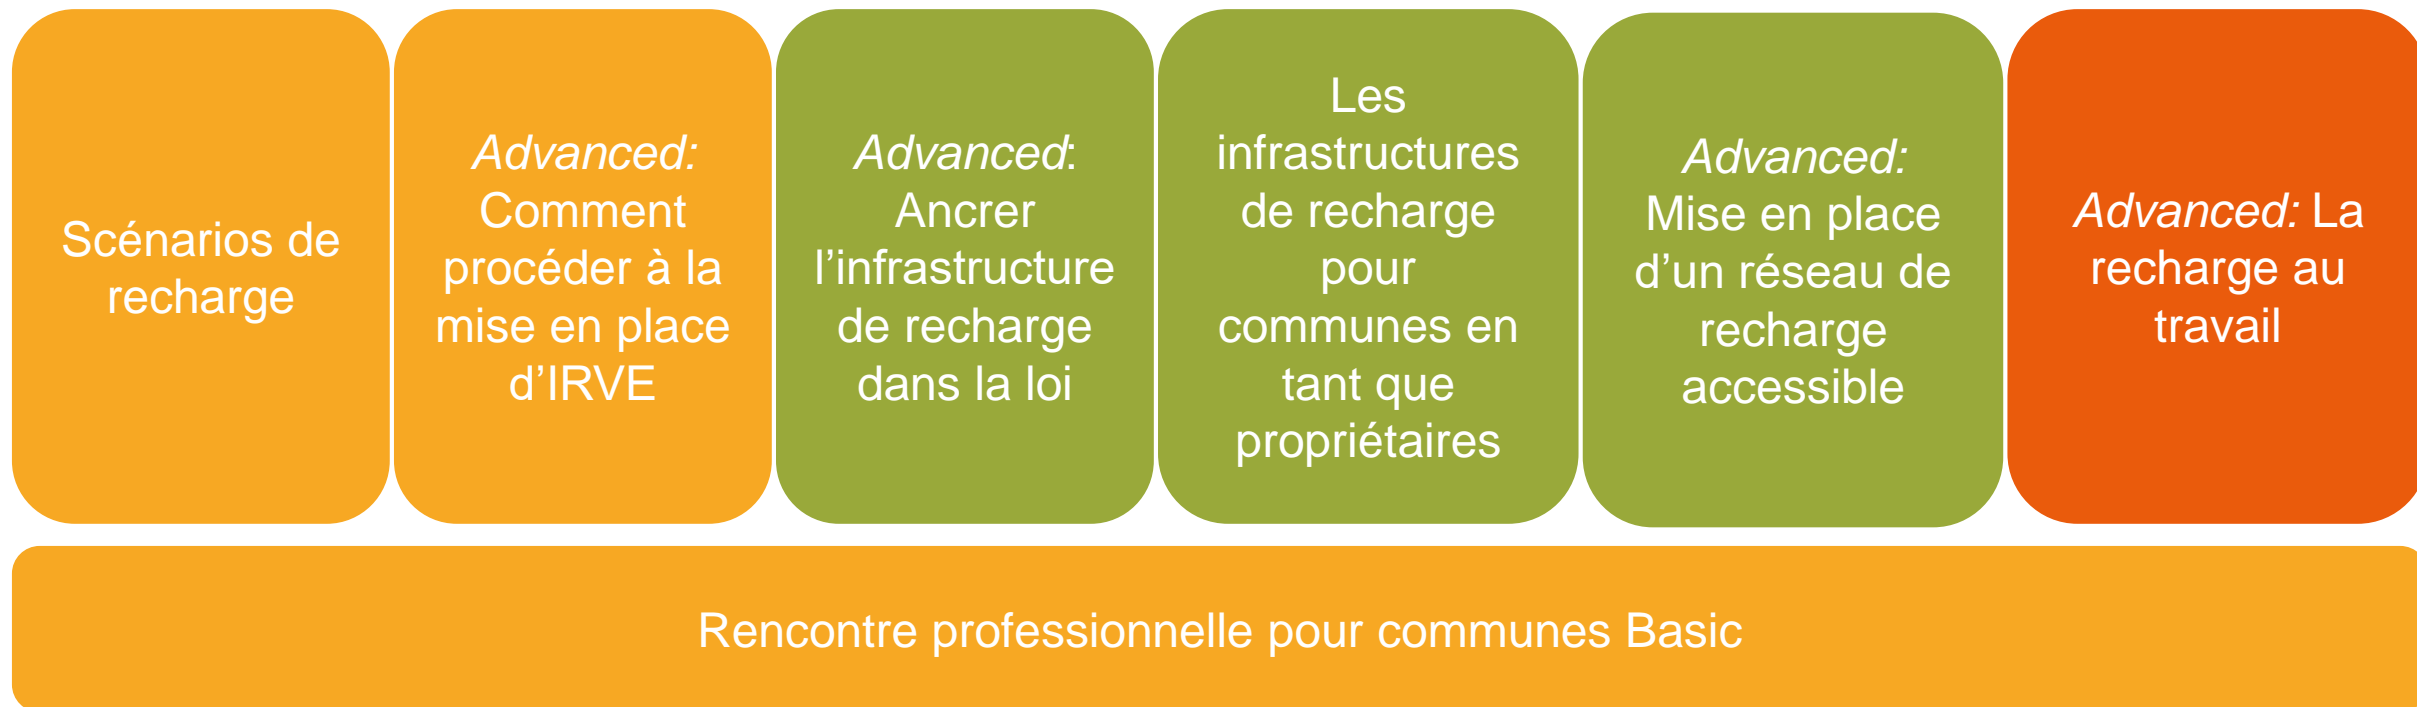 Scénarios de
recharge
Advanced:
Comment
procéder à la
mise en place
d’IRVE
Advanced:
Ancrer
l’infrastructure
de recharge
dans la loi
Les
infrastructures
de recharge
pour
communes en
tant que
propriétaires
Advanced:
Mise en place
d’un réseau de
recharge
accessible
Advanced: La
recharge au
travail
Rencontre professionnelle pour communes Basic